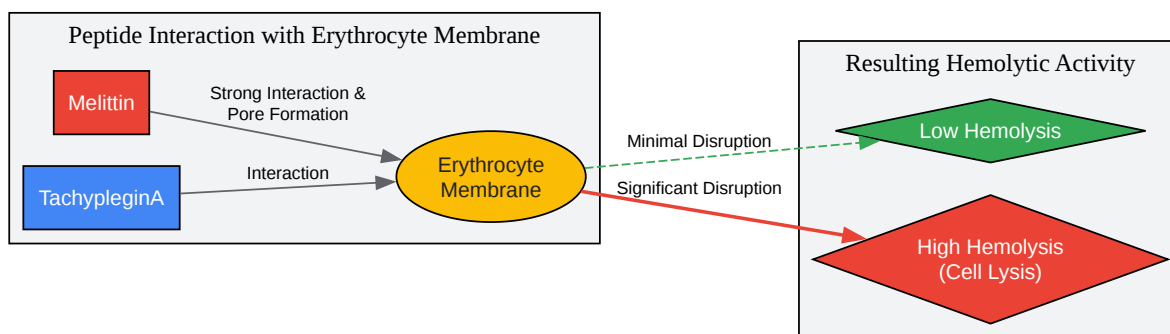 Peptide Interaction with Erythrocyte Membrane
Melittin
Strong Interaction &
Pore Formation
TachypleginA
Interaction
Erythrocyte
Membrane
Minimal Disruption
Significant Disruption
Resulting Hemolytic Activity
Low Hemolysis
High Hemolysis
(Cell Lysis)